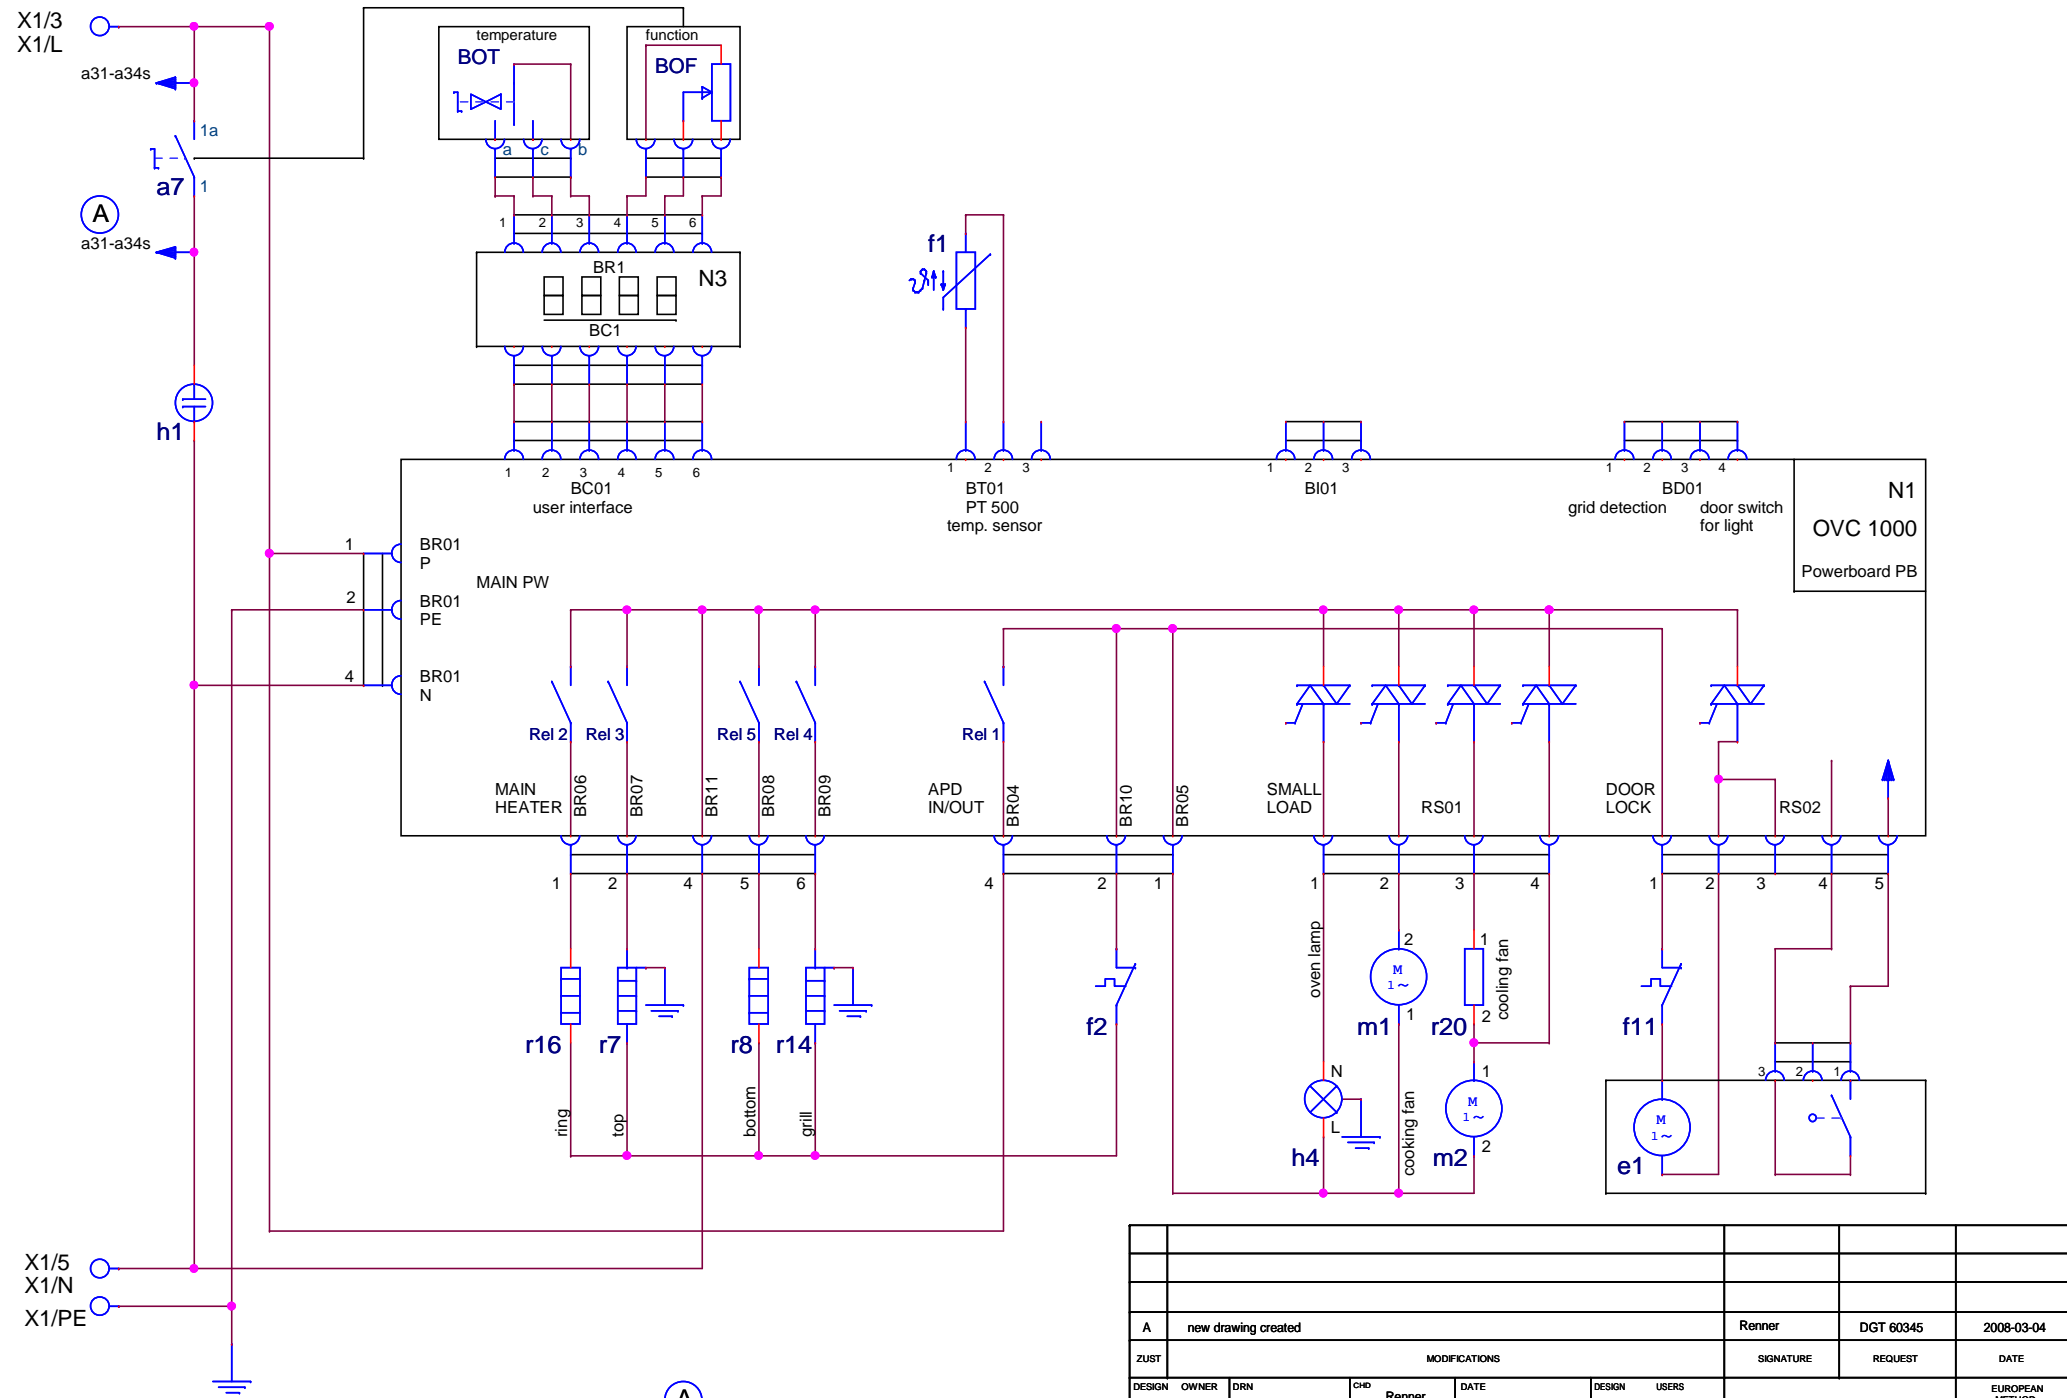 X1/3
X1/L
a31-a34s
1a
a7
1
A
a31-a34s
h1
temperature
BOT
a
c
b
function
BOF
1
2
3
4
5
6
BR1
N3
BC1
f1
1
2
3
4
5
6
BC01
user interface
1
2
3
BT01
PT 500
temp. sensor
1
2
3
BI01
1
2
3
4
BD01
grid detection
door switch
for light
N1
OVC 1000
Powerboard PB
1
BR01
P
2
BR01
PE
4
BR01
N
MAIN PW
Rel 2
Rel 3
Rel 5
Rel 4
Rel 1
MAIN
HEATER
BR06
BR07
BR11
BR08
BR09
APD
IN/OUT
BR04
BR10
BR05
SMALL
LOAD
RS01
DOOR
LOCK
RS02
1
2
4
5
6
4
2
1
1
2
3
4
1
2
3
4
5
r16
r7
r8
r14
f2
ring
top
bottom
grill
oven lamp
2
M
1~
1
m1
cooking fan
1
r20
2
cooling fan
N
L
h4
1
M
1~
2
m2
f11
3
2
1
M
1~
e1
X1/5
X1/N
X1/PE
A
A
new drawing created
Renner
DGT 60345
2008-03-04
ZUST
MODIFICATIONS
SIGNATURE
REQUEST
DATE
DESIGN
OWNER
DRN
CHD
Renner
DATE
DESIGN
USERS
EUROPEAN
METHOD